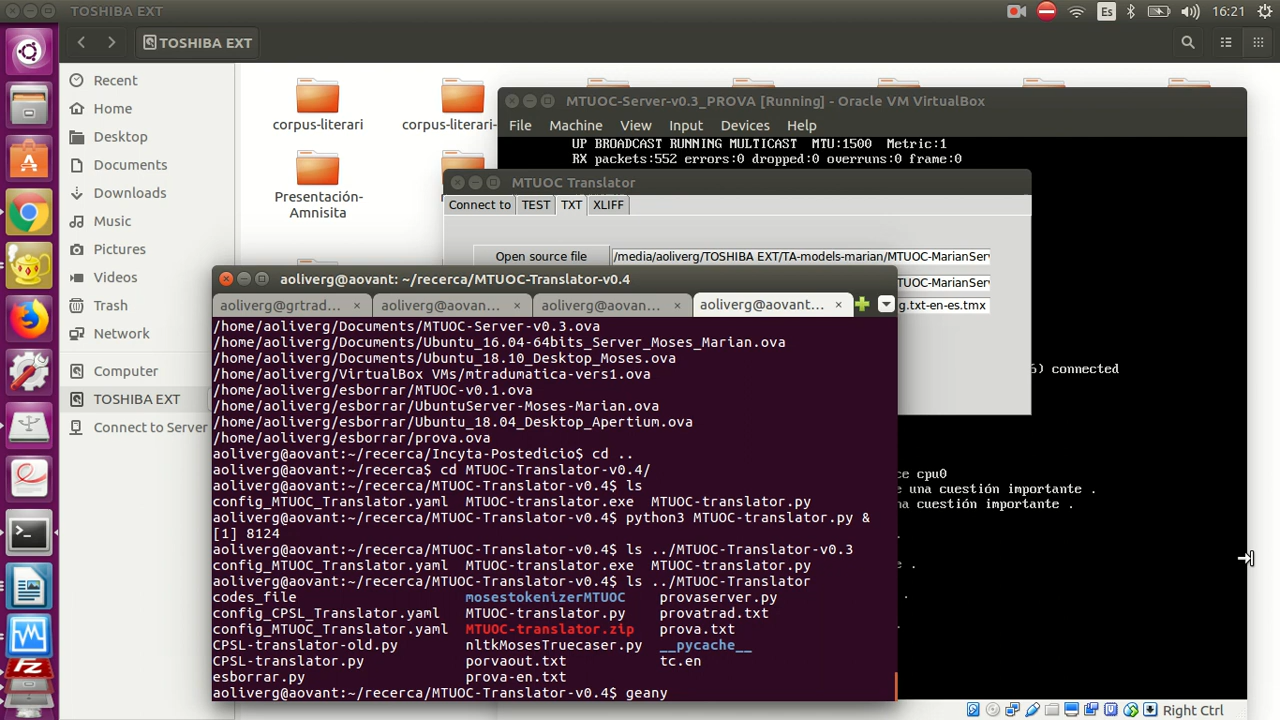 TOSHIBA EXT
Es
16:21
TOSHIBA EXT
Recent
Home
Desktop
Documents
Downloads
Music
Pictures
Videos
Trash
Network
Computer
TOSHIBA EXT
Connect to Server
corpus-literari
corpus-literari-
Presentación-
Amnisita
MTUOC-Server-v0.3_PROVA [Running] - Oracle VM VirtualBox
File Machine View Input Devices Help
UP BROADCAST RUNNING MULTICAST MTU:1500 Metric:1
RX packets:552 errors:0 dropped:0 overruns:0 frame:0
MTUOC Translator
Connect to TEST TXT XLIFF
Open source file /media/aoliverg/TOSHIBA EXT/TA-models-marian/MTUOC-MarianSer
MTUOC-MarianSer
g.txt-en-es.tmx
) connected
ce cpu0
e una cuestión importante .
na cuestión importante .
.
e .
.
.
Right Ctrl
aoliverg@aovant: ~/recerca/MTUOC-Translator-v0.4
aoliverg@grtrad... × aoliverg@aovan... × aoliverg@aovan... × aoliverg@aovant... ×
/home/aoliverg/Documents/MTUOC-Server-v0.3.ova
/home/aoliverg/Documents/Ubuntu_16.04-64bits_Server_Moses_Marian.ova
/home/aoliverg/Documents/Ubuntu_18.10_Desktop_Moses.ova
/home/aoliverg/VirtualBox VMs/mtradumatica-vers1.ova
/home/aoliverg/esborrar/MTUOC-v0.1.ova
/home/aoliverg/esborrar/UbuntuServer-Moses-Marian.ova
/home/aoliverg/esborrar/Ubuntu_18.04_Desktop_Apertium.ova
/home/aoliverg/esborrar/prova.ova
aoliverg@aovant:~/recerca/Incyta-Postedicio$ cd ..
aoliverg@aovant:~/recerca$ cd MTUOC-Translator-v0.4/
aoliverg@aovant:~/recerca/MTUOC-Translator-v0.4$ ls
config_MTUOC_Translator.yaml MTUOC-translator.exe MTUOC-translator.py
aoliverg@aovant:~/recerca/MTUOC-Translator-v0.4$ python3 MTUOC-translator.py &
[1] 8124
aoliverg@aovant:~/recerca/MTUOC-Translator-v0.4$ ls ../MTUOC-Translator-v0.3
config_MTUOC_Translator.yaml MTUOC-translator.exe MTUOC-translator.py
aoliverg@aovant:~/recerca/MTUOC-Translator-v0.4$ ls ../MTUOC-Translator
codes_file mosestokenizerMTUOC provaserver.py
config_CPSL_Translator.yaml MTUOC-translator.py provatrad.txt
config_MTUOC_Translator.yaml MTUOC-translator.zip prova.txt
CPSL-translator-old.py nltkMosesTruecaser.py __pycache__
CPSL-translator.py porvaout.txt tc.en
esborrar.py prova-en.txt
aoliverg@aovant:~/recerca/MTUOC-Translator-v0.4$ geany